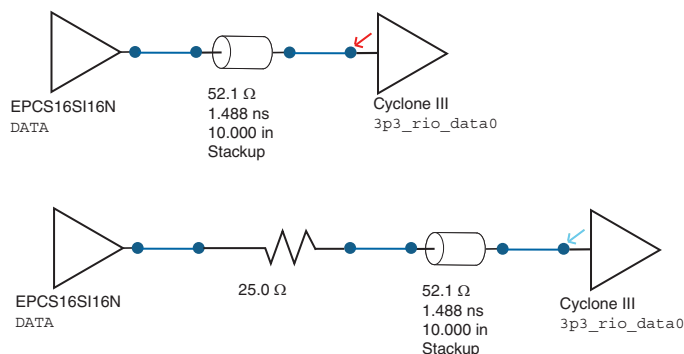 EPCS16SI16N
DATA
52.1 Ω
1.488 ns
10.000 in
Stackup
Cyclone III
3p3_rio_data0
EPCS16SI16N
DATA
25.0 Ω
52.1 Ω
1.488 ns
10.000 in
Stackup
Cyclone III
3p3_rio_data0